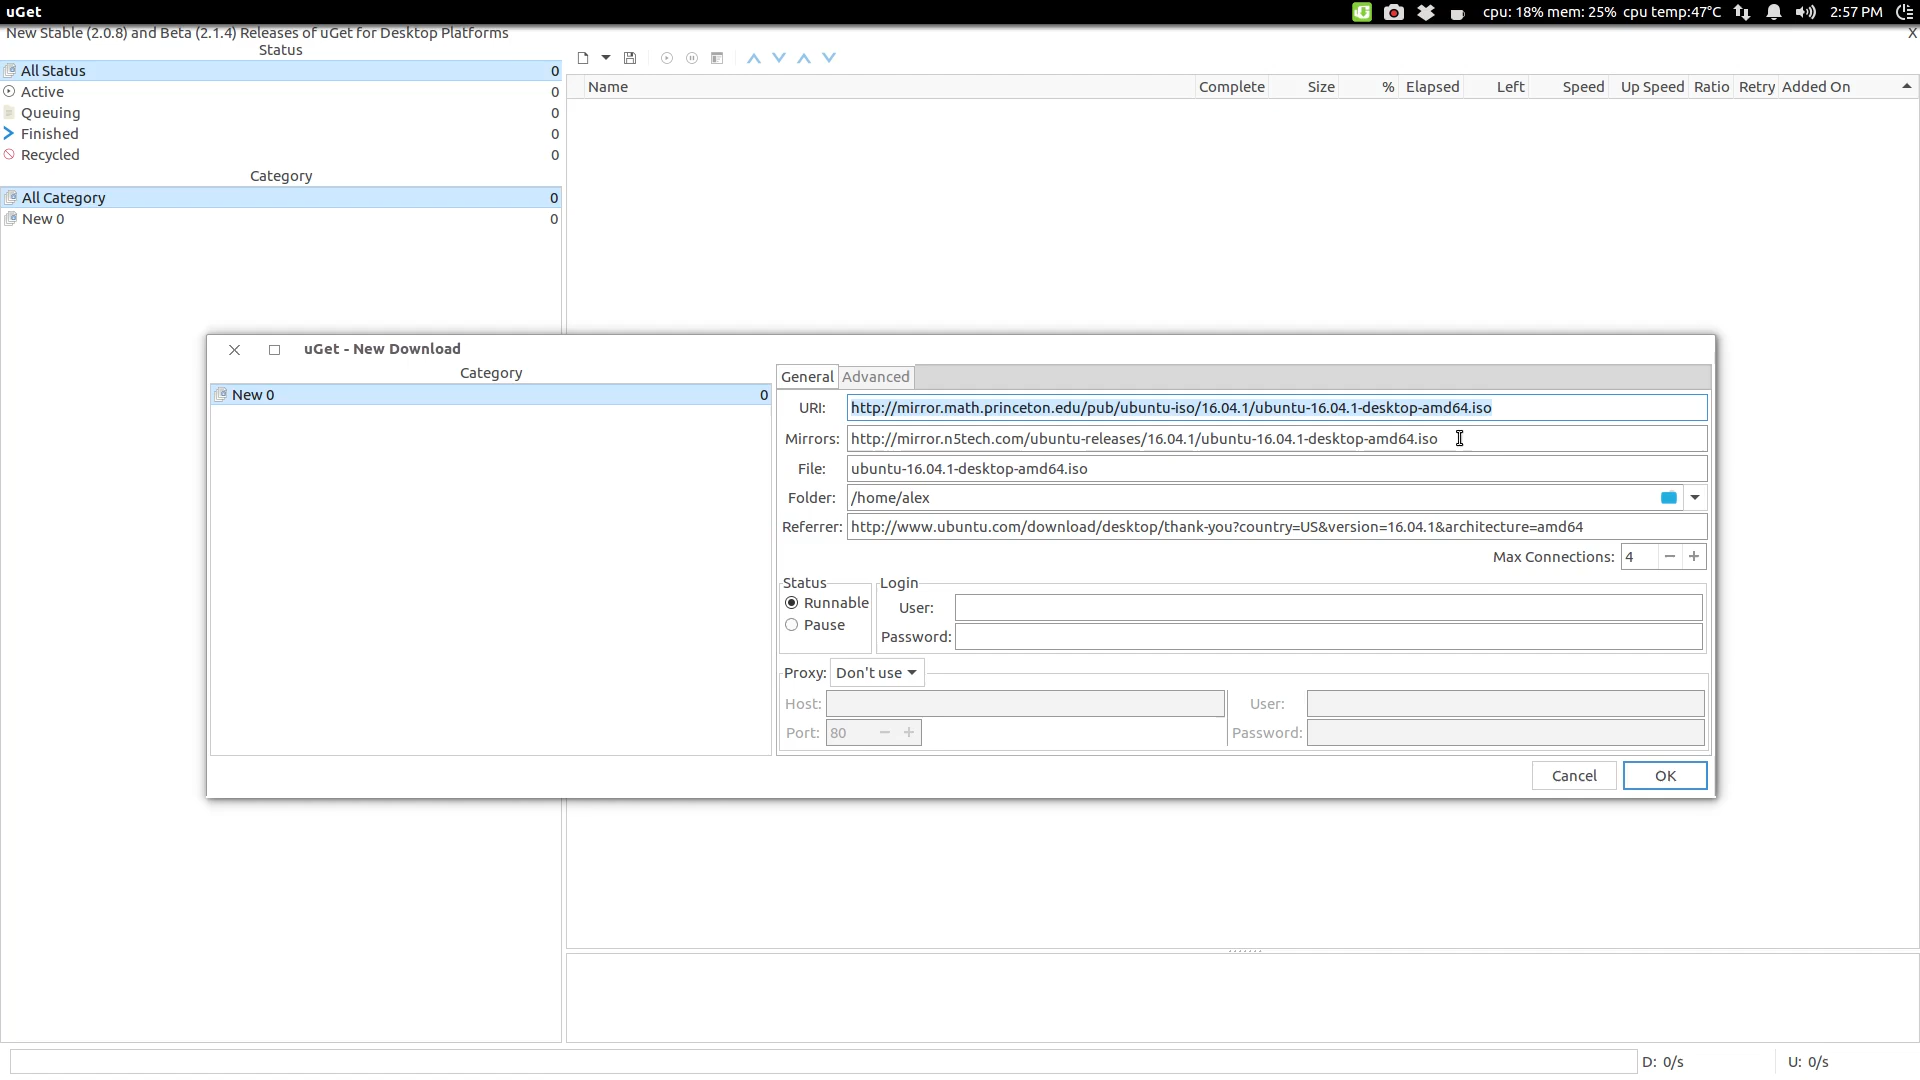 uGet
cpu: 18% mem: 25% cpu temp:47°C 2:57 PM
New Stable (2.0.8) and Beta (2.1.4) Releases of uGet for Desktop Platforms X
Status
All Status 0
Active 0
Queuing 0
Finished 0
Recycled 0
Category
All Category 0
New 0 0
Name Complete Size % Elapsed Left Speed Up Speed Ratio Retry Added On
uGet - New Download
Category
New 0 0
General Advanced
URI: http://mirror.math.princeton.edu/pub/ubuntu-iso/16.04.1/ubuntu-16.04.1-desktop-amd64.iso
Mirrors: http://mirror.n5tech.com/ubuntu-releases/16.04.1/ubuntu-16.04.1-desktop-amd64.iso
File: ubuntu-16.04.1-desktop-amd64.iso
Folder: /home/alex
Referrer: http://www.ubuntu.com/download/desktop/thank-you?country=US&version=16.04.1&architecture=amd64
Max Connections: 4
Status
Runnable
Pause
Login
User:
Password:
Proxy: Don't use
Host: User:
Port: 80 Password:
Cancel OK
D: 0/s U: 0/s